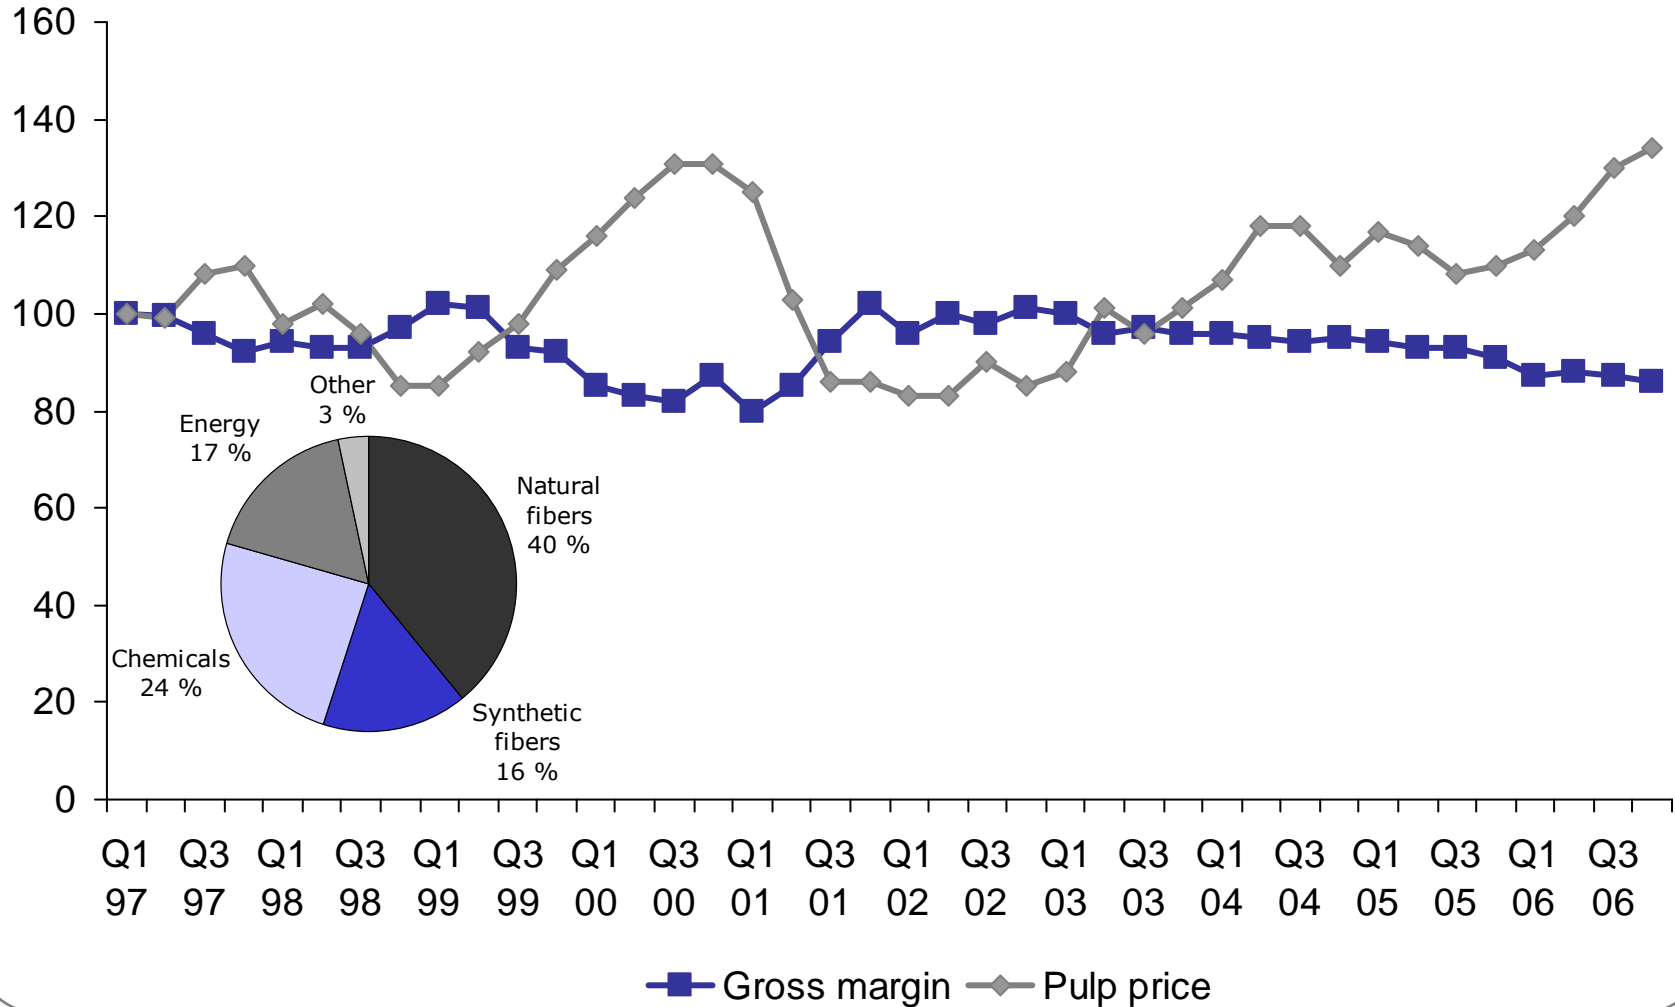 160
140
120
100
80
60
40
20
0
Other
3 %
Energy
17 %
Natural
fibers
40 %
Chemicals
24 %
Synthetic
fibers
16 %
Q1 Q3 Q1 Q3 Q1 Q3 Q1 Q3 Q1 Q3 Q1 Q3 Q1 Q3 Q1 Q3 Q1 Q3 Q1 Q3
97 97 98 98 99 99 00 00 01 01 02 02 03 03 04 04 05 05 06 06
Gross margin Pulp price